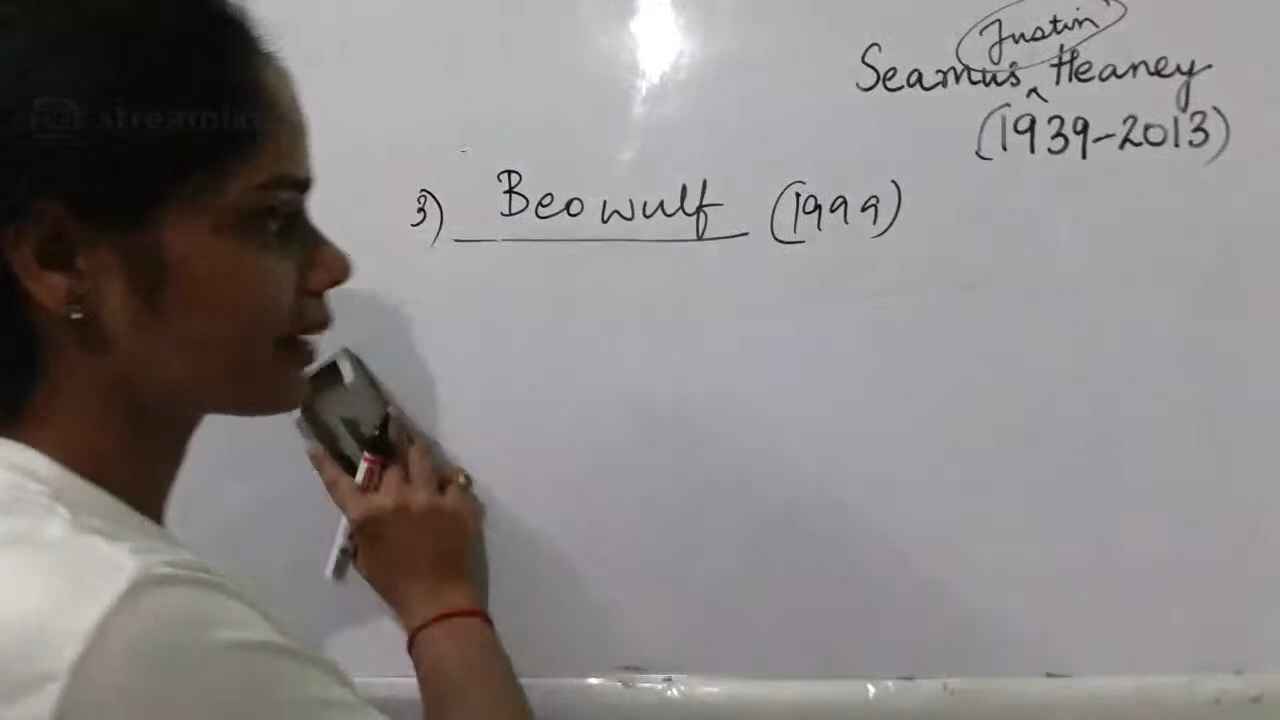 Justin
Seamus ^ Heaney
(1939-2013)
3) Beowulf (1999)